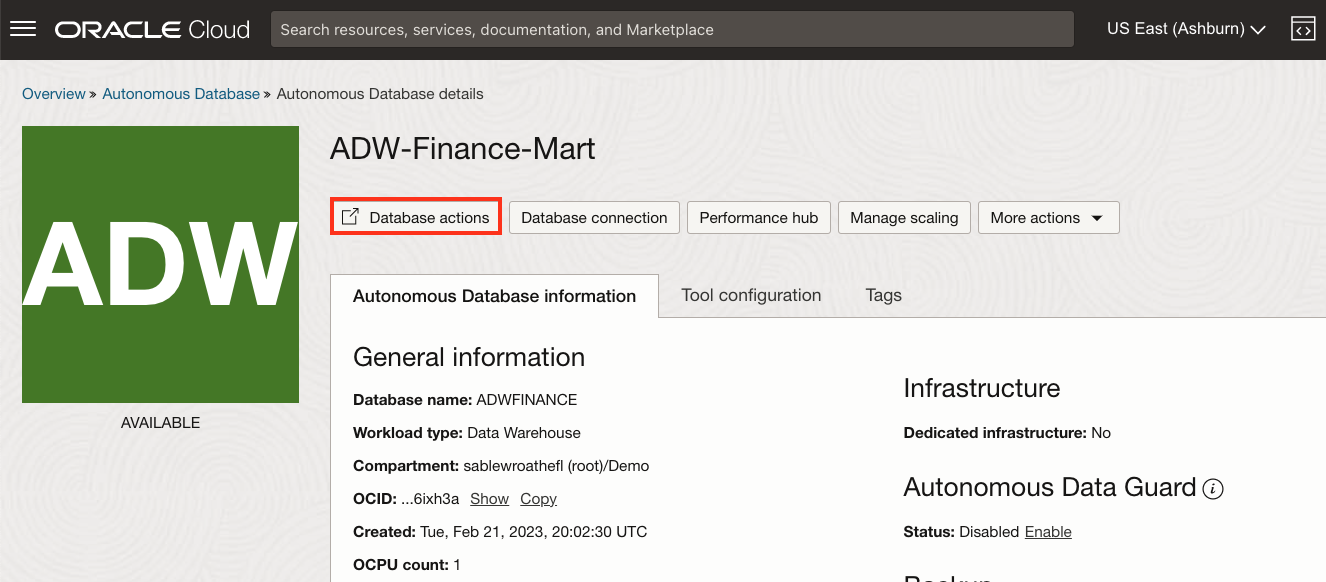 ORACLE Cloud
Search resources, services, documentation, and Marketplace
US East (Ashburn)
Overview » Autonomous Database » Autonomous Database details
ADW
AVAILABLE
ADW-Finance-Mart
Database actions
Database connection
Performance hub
Manage scaling
More actions
Autonomous Database information
Tool configuration
Tags
General information
Database name: ADWFINANCE
Workload type: Data Warehouse
Compartment: sablewroathefl (root)/Demo
OCID: ...6ixh3a Show Copy
Created: Tue, Feb 21, 2023, 20:02:30 UTC
OCPU count: 1
Infrastructure
Dedicated infrastructure: No
Autonomous Data Guard
Status: Disabled Enable
Backup